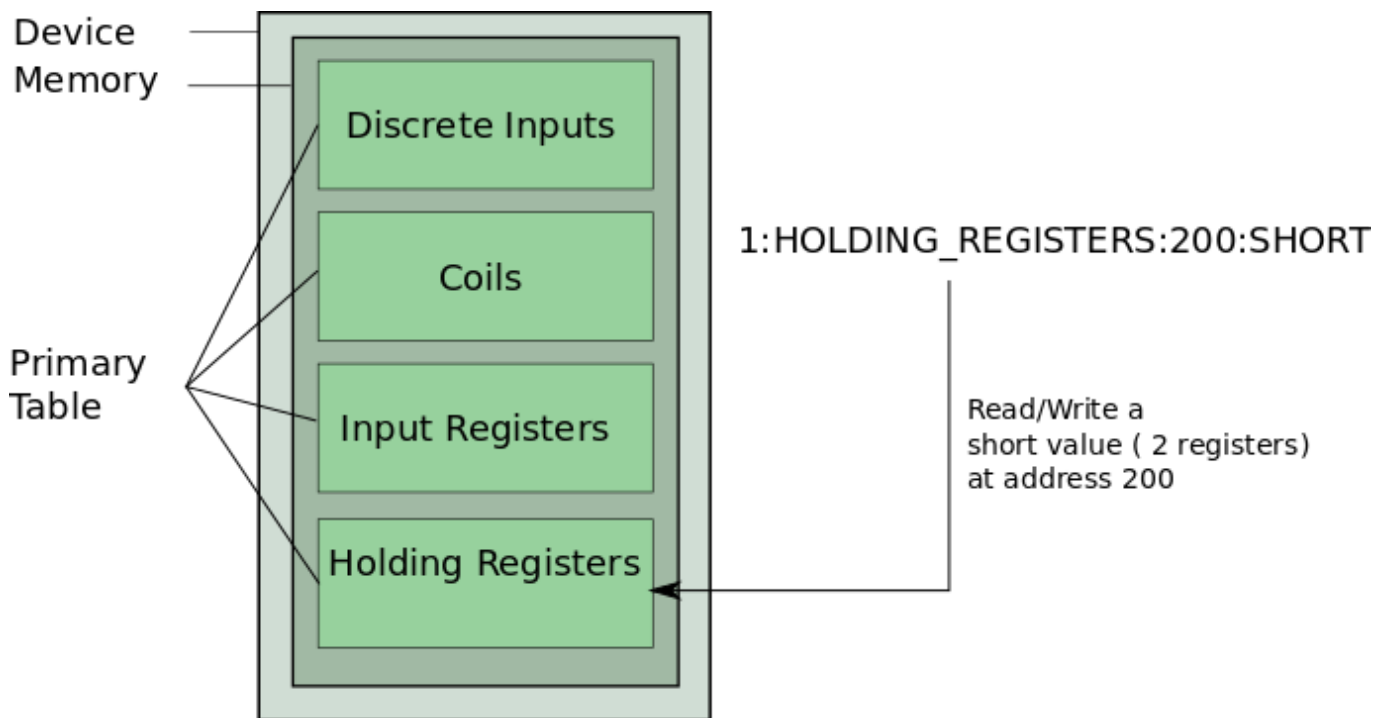 Device
Memory
Discrete Inputs
Coils
Primary
Table
Input Registers
Holding Registers
1:HOLDING_REGISTERS:200:SHORT
Read/Write a
short value ( 2 registers)
at address 200